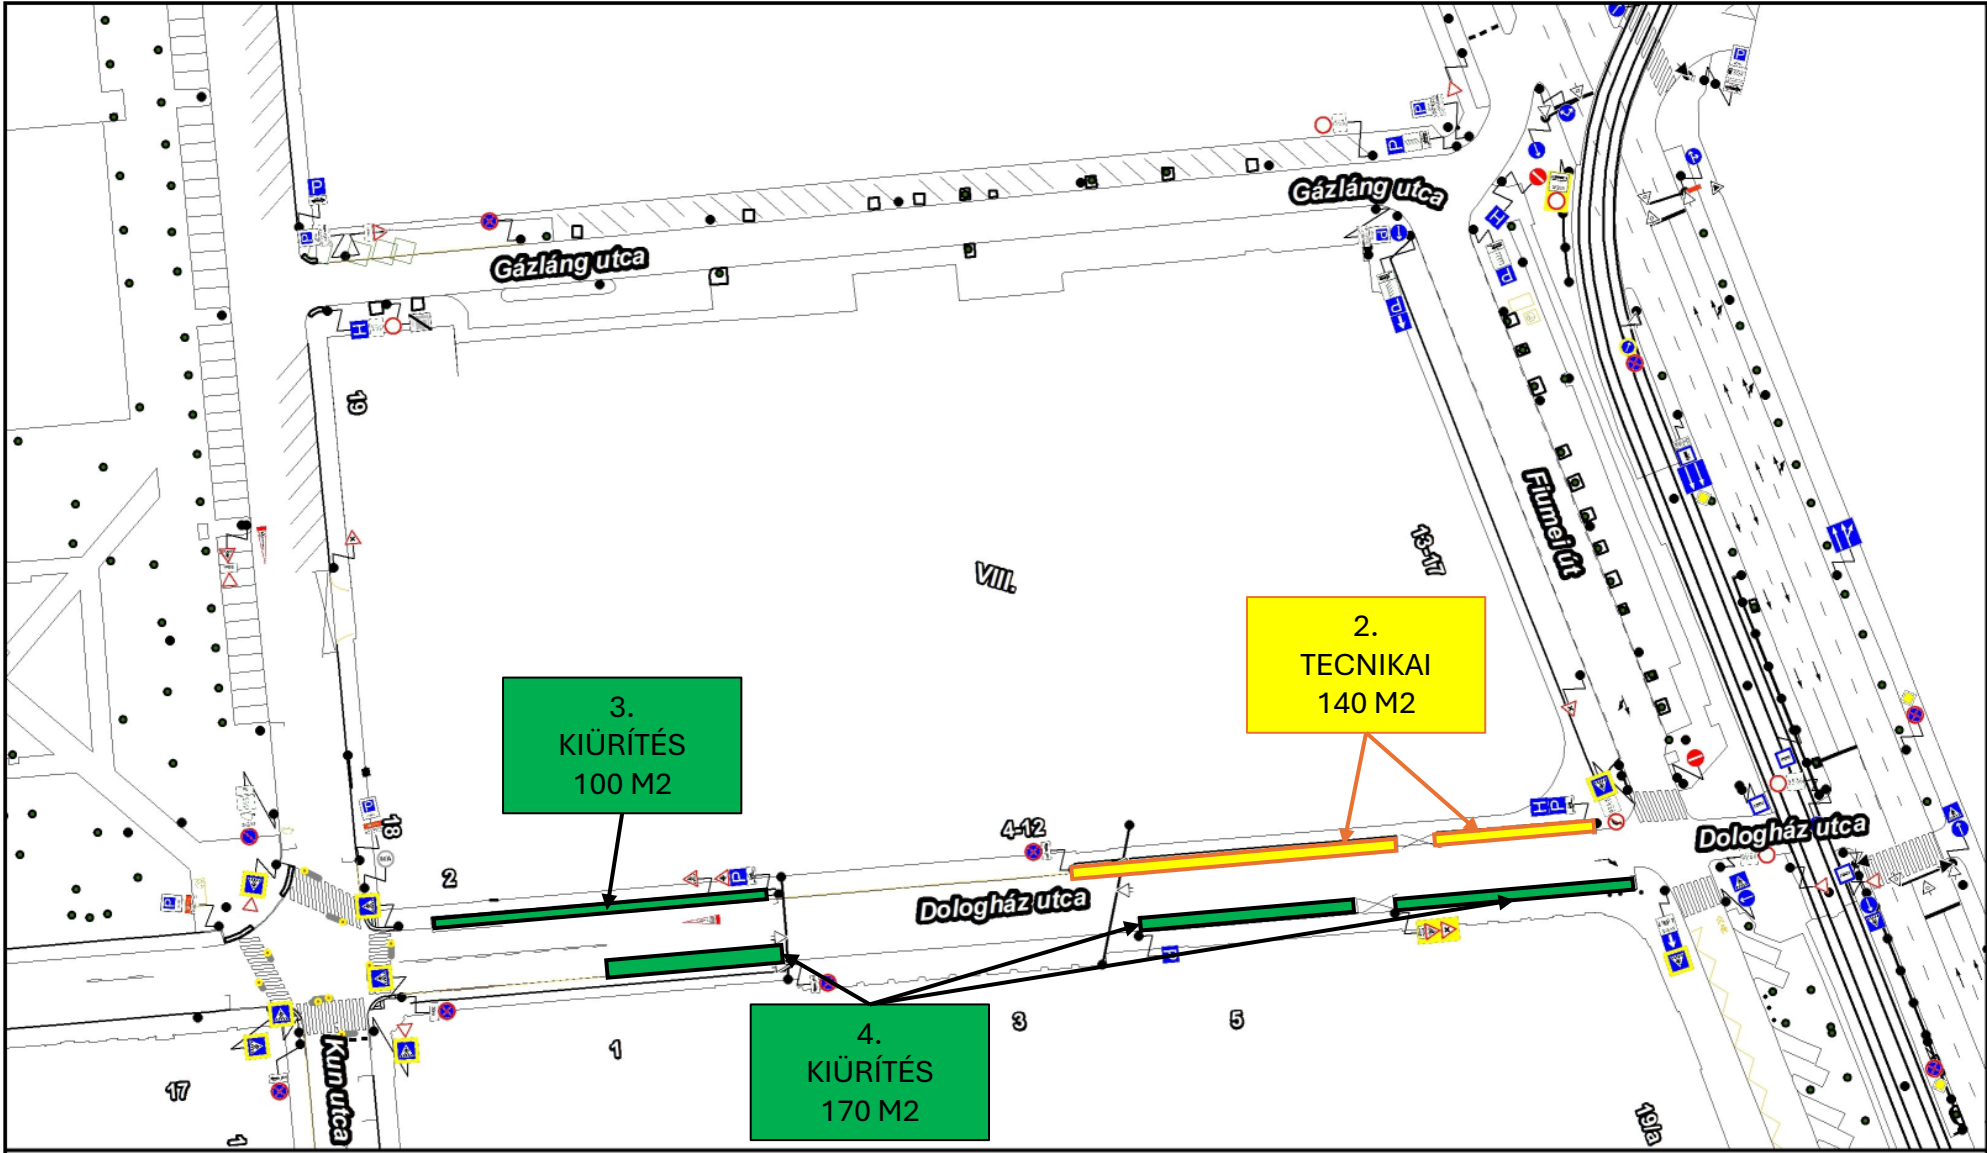 Gázláng utca
Gázláng utca
19
Fiumei út
13-17
VIII.
2.
TECNIKAI
140 M2
3.
KIÜRÍTÉS
100 M2
18
4-12
Dologház utca
2
Dologház utca
4.
KIÜRÍTÉS
170 M2
3
5
1
Kun utca
17
1
19/a
P
P
P
P
H
H
P
P
P
H
P
P
P